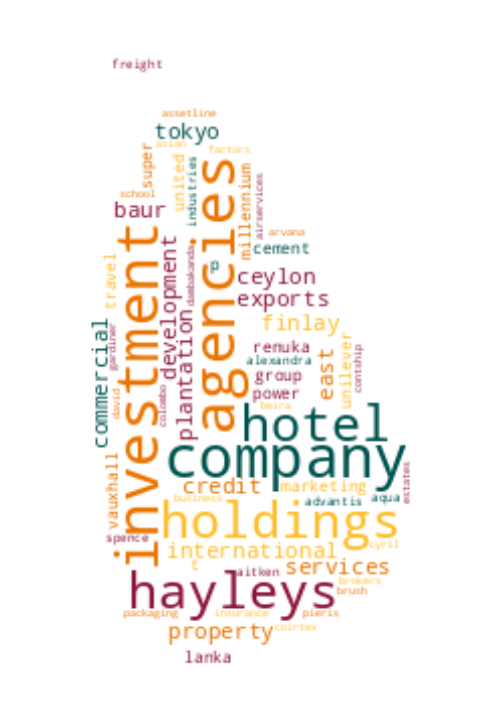 freight
assetline
tokyo
asian
factors
super
united
industries
agencies
millennium
airservices
school
baur
arvana
cement
investment
development
dambakanda
p
ceylon
travel
exports
plantation
finlay
commercial
gardiner
renuka
alexandra
east
unilever
contship
group
david
colombo
power
beira
hotel
company
vauxhall
credit
marketing
estates
business
advantis
aqua
holdings
spence
international
cyril
t
aitken
services
brokers
hayleys
brush
packaging
insurance
pieris
property
coirtex
lanka